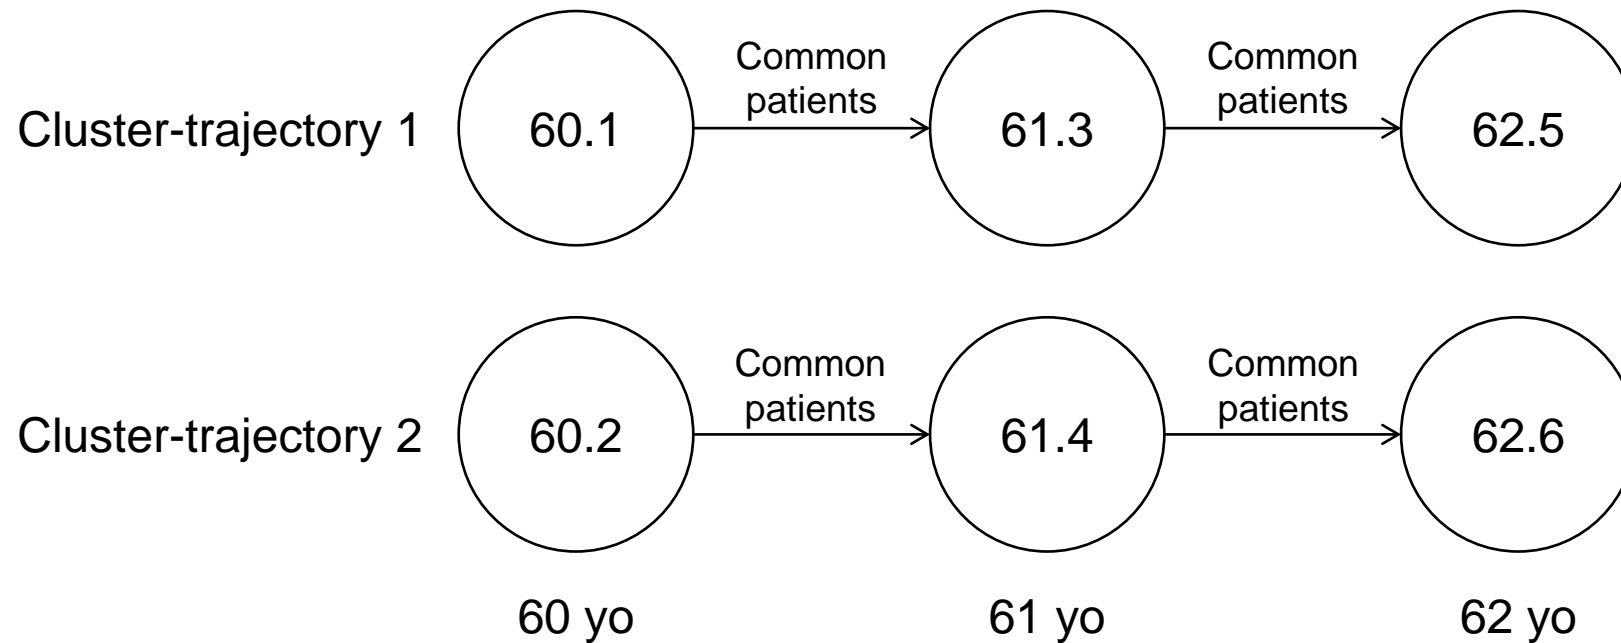 Common
patients
Common
patients
Cluster-trajectory 1
60.1
61.3
62.5
Common
patients
Common
patients
Cluster-trajectory 2
60.2
61.4
62.6
60 yo
61 yo
62 yo